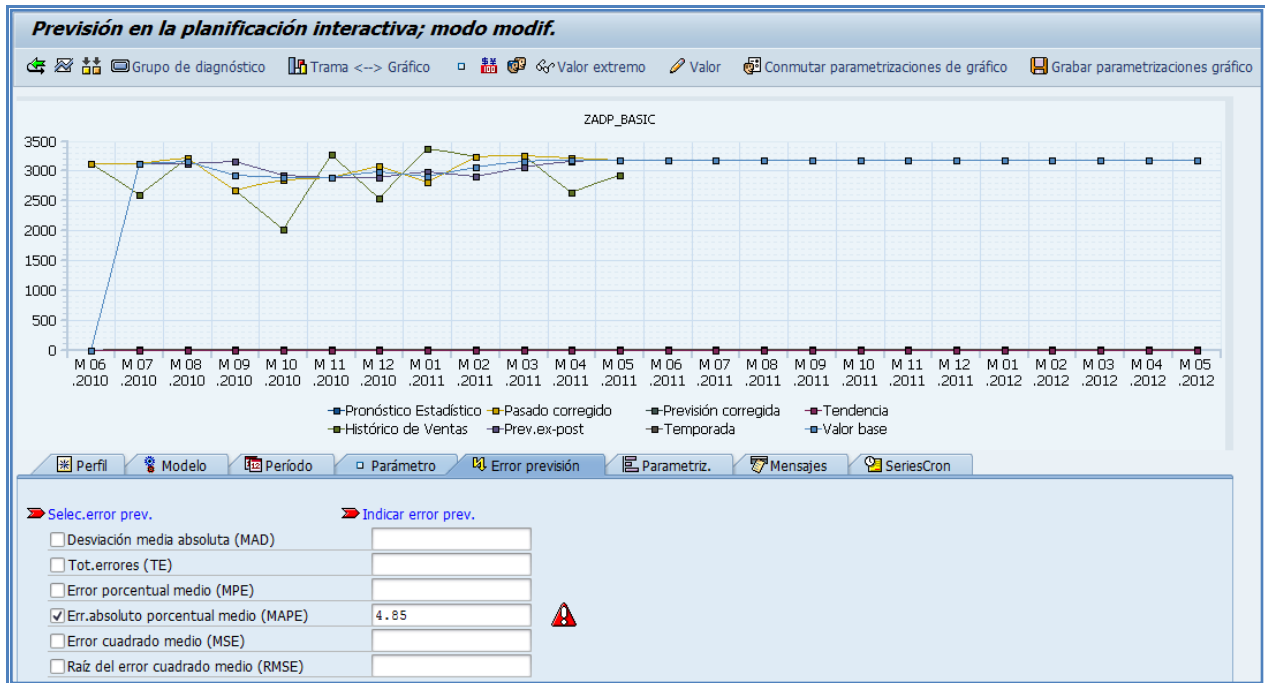 Previsión en la planificación interactiva; modo modif.
Grupo de diagnóstico Trama <--> Gráfico Valor extremo Valor Conmutar parametrizaciones de gráfico Grabar parametrizaciones gráfico
ZADP_BASIC
3500
3000
2500
2000
1500
1000
500
0
M 06 M 07 M 08 M 09 M 10 M 11 M 12 M 01 M 02 M 03 M 04 M 05 M 06 M 07 M 08 M 09 M 10 M 11 M 12 M 01 M 02 M 03 M 04 M 05
.2010 .2010 .2010 .2010 .2010 .2010 .2010 .2011 .2011 .2011 .2011 .2011 .2011 .2011 .2011 .2011 .2011 .2011 .2011 .2012 .2012 .2012 .2012 .2012
Pronóstico Estadístico Pasado corregido Previsión corregida Tendencia
Histórico de Ventas Prev.ex-post Temporada Valor base
Perfil Modelo Período Parámetro Error previsión Parametriz. Mensajes SeriesCron
Selec.error prev. Indicar error prev.
Desviación media absoluta (MAD)
Tot.errores (TE)
Error porcentual medio (MPE)
Err.absoluto porcentual medio (MAPE) 4.85
Error cuadrado medio (MSE)
Raíz del error cuadrado medio (RMSE)